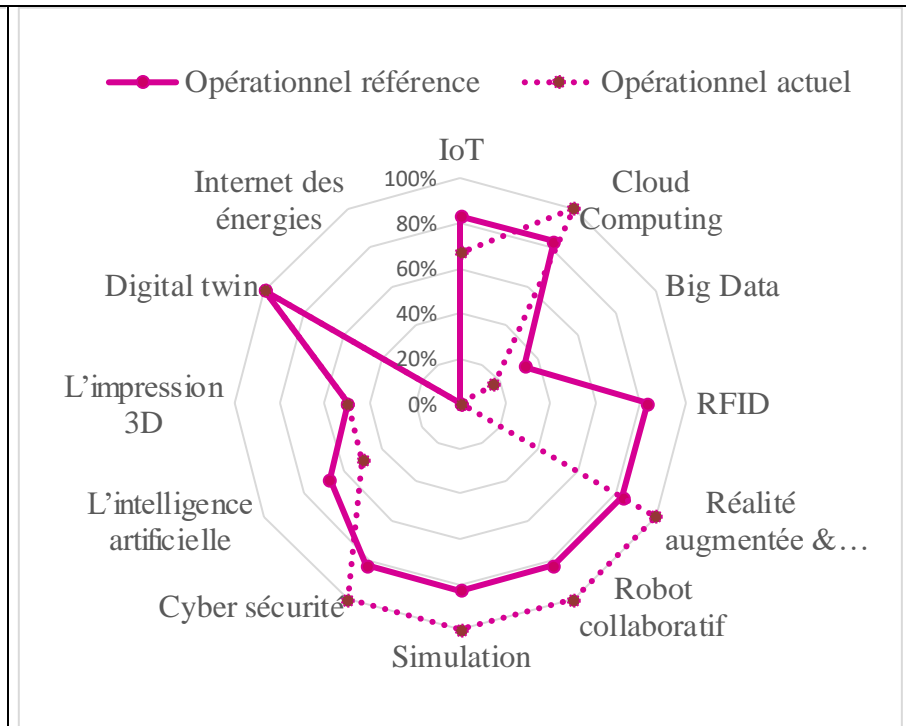 Opérationnel référence
Opérationnel actuel
IoT
Cloud
Computing
Big Data
RFID
Réalité
augmentée &...
Robot
collaboratif
Simulation
Cyber sécurité
L'intelligence
artificielle
L'impression
3D
Digital twin
Internet des
énergies
100%
80%
60%
40%
20%
0%